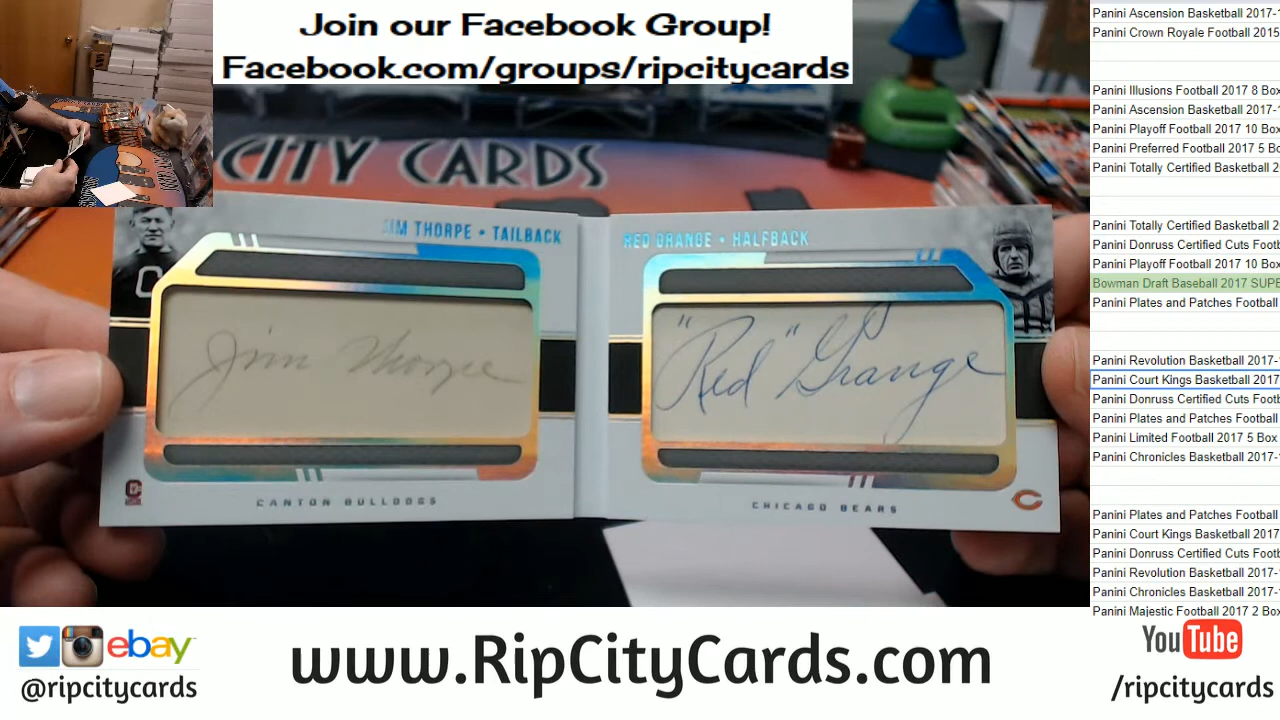 Join our Facebook Group!
Facebook.com/groups/ripcitycards
CITY CARDS
JIM THORPE • TAILBACK
RED GRANGE • HALFBACK
Jim Thorpe
"Red" Grange
CANTON BULLDOGS
CHICAGO BEARS
Panini Ascension Basketball 2017-1
Panini Crown Royale Football 2015
Panini Illusions Football 2017 8 Box
Panini Ascension Basketball 2017-1
Panini Playoff Football 2017 10 Box
Panini Preferred Football 2017 5 Bo
Panini Totally Certified Basketball 2
Panini Totally Certified Basketball 2
Panini Donruss Certified Cuts Footb
Panini Playoff Football 2017 10 Box
Bowman Draft Baseball 2017 SUPE
Panini Plates and Patches Football
Panini Revolution Basketball 2017-
Panini Court Kings Basketball 2017
Panini Donruss Certified Cuts Footb
Panini Plates and Patches Football
Panini Limited Football 2017 5 Box
Panini Chronicles Basketball 2017-1
Panini Plates and Patches Football
Panini Court Kings Basketball 2017
Panini Donruss Certified Cuts Footb
Panini Revolution Basketball 2017-1
Panini Chronicles Basketball 2017-1
Panini Majestic Football 2017 2 Box
ebay
@ripcitycards
www.RipCityCards.com
YouTube
/ripcitycards